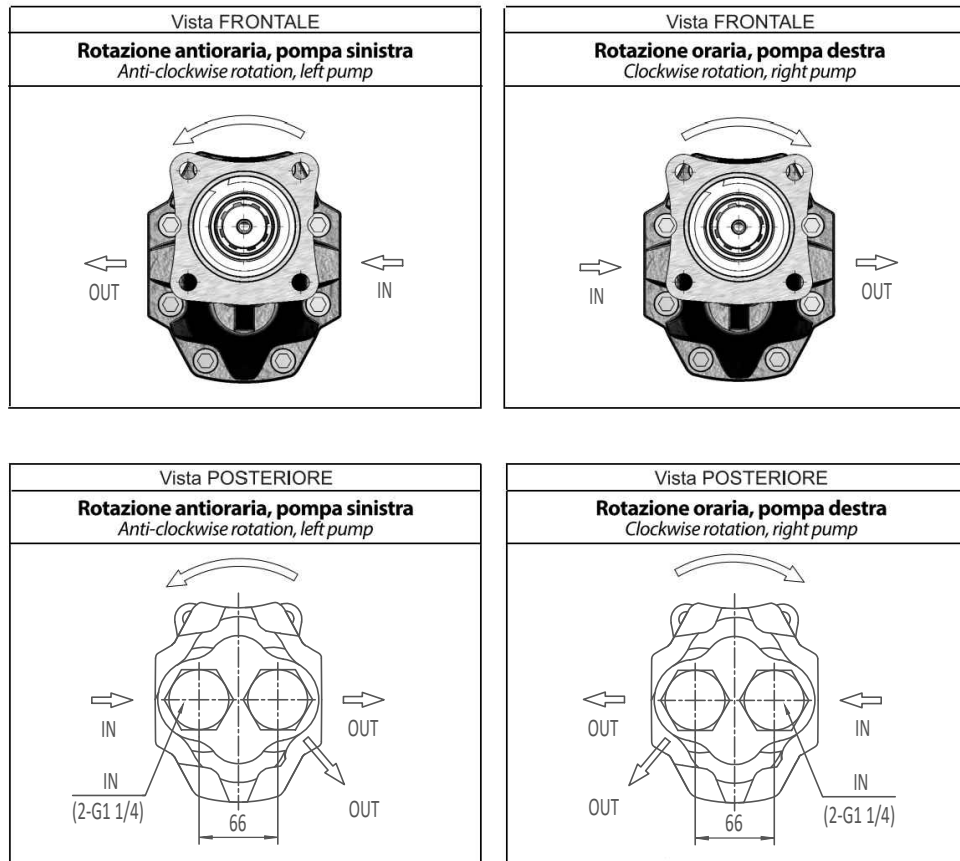 Vista FRONTALE
Rotazione antioraria, pompa sinistra
Anti-clockwise rotation, left pump
OUT
IN
Vista FRONTALE
Rotazione oraria, pompa destra
Clockwise rotation, right pump
IN
OUT
Vista POSTERIORE
Rotazione antioraria, pompa sinistra
Anti-clockwise rotation, left pump
IN
OUT
IN
(2-G1 1/4)
OUT
66
Vista POSTERIORE
Rotazione oraria, pompa destra
Clockwise rotation, right pump
OUT
IN
OUT
IN
(2-G1 1/4)
66